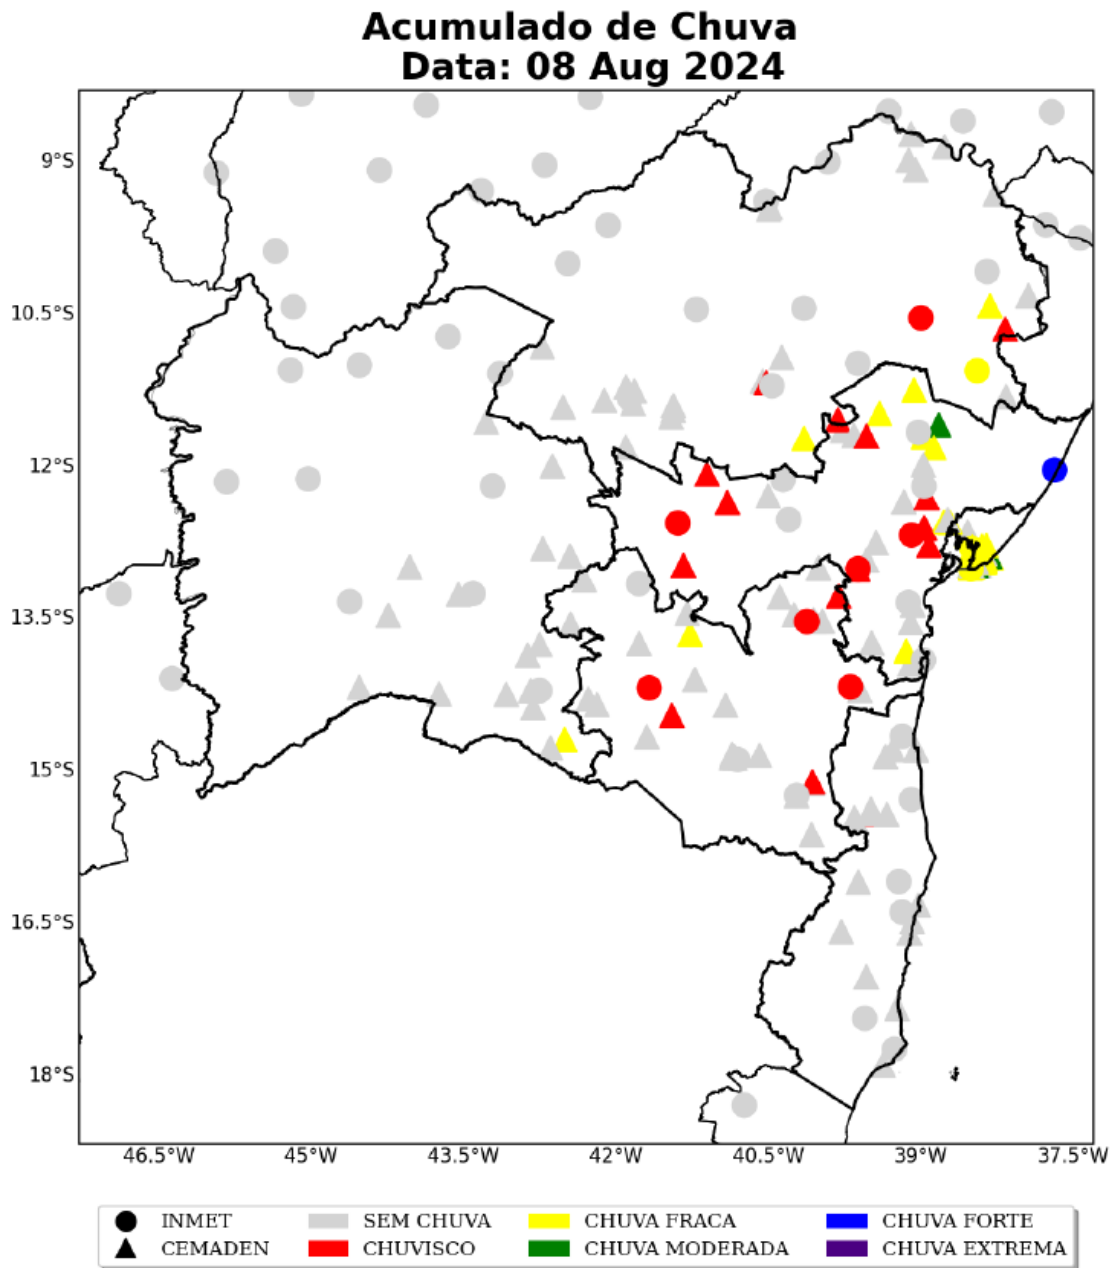 Acumulado de Chuva
Data: 08 Aug 2024
9°S
10.5°S
12°S
13.5°S
15°S
16.5°S
18°S
46.5°W 45°W 43.5°W 42°W 40.5°W 39°W 37.5°W
INMET SEM CHUVA CHUVA FRACA CHUVA FORTE
CEMADEN CHUVISCO CHUVA MODERADA CHUVA EXTREMA